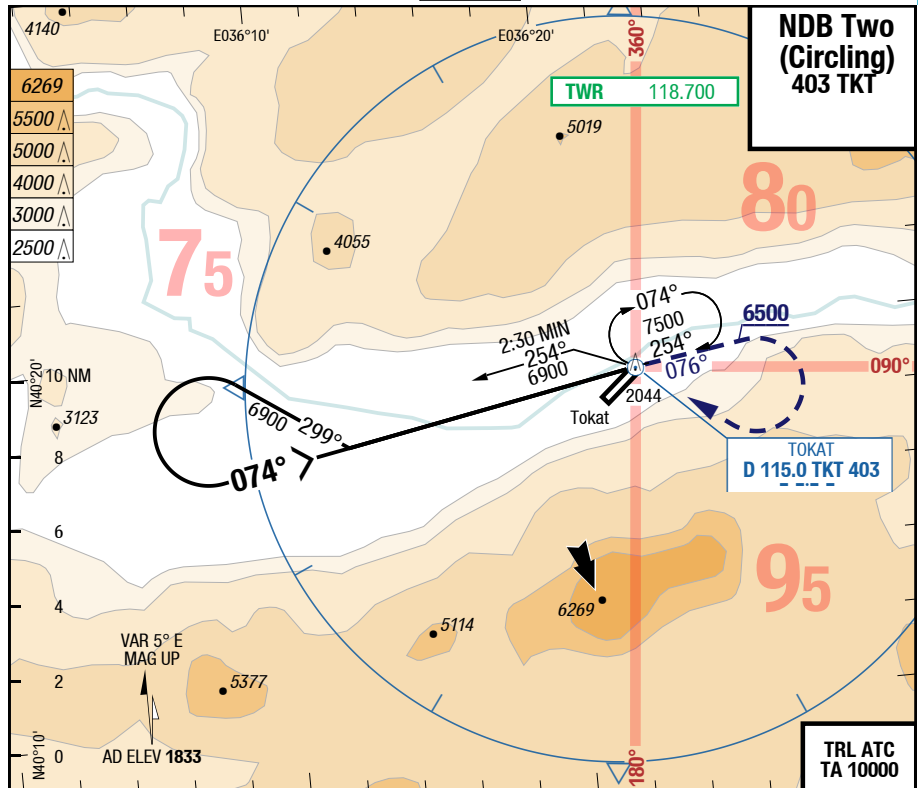 NDB Two
(Circling)
403 TKT
4140
E036°10'
E036°20'
360°
TWR 118.700
6269
5500
5000
4000
3000
2500
5019
80
75
4055
074°
7500
254°
2:30 MIN
254°
6900
6500
076°
090°
N40°20'
10 NM
3123
8
6
4
2
0
6900
299°
074°
2044
Tokat
TOKAT
D 115.0 TKT 403
6269
95
5114
5377
VAR 5° E
MAG UP
AD ELEV 1833
N40°10'
180°
TRL ATC
TA 10000